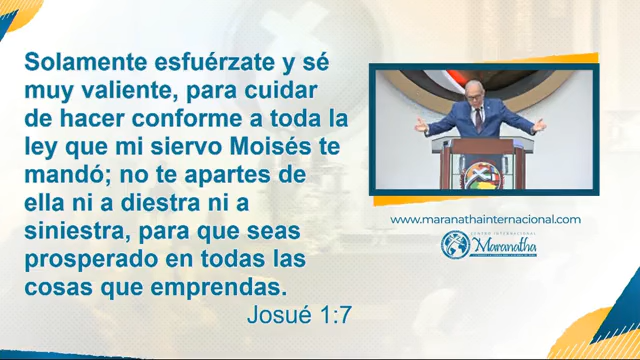 Solamente esfuérzate y sé
muy valiente, para cuidar
de hacer conforme a toda la
ley que mi siervo Moisés te
mandó; no te apartes de
ella ni a diestra ni a
siniestra, para que seas
prosperado en todas las
cosas que emprendas.
Josué 1:7
www.maranathainternacional.com
CENTRO INTERNACIONAL
Maranatha